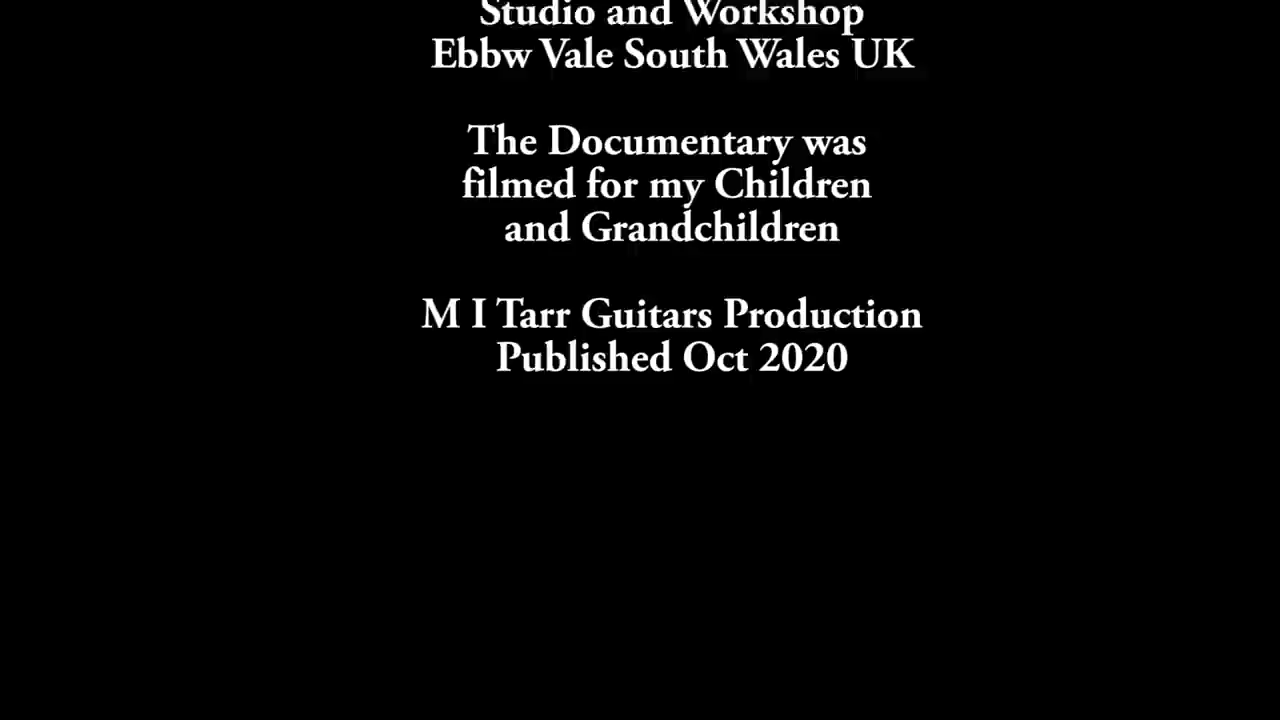 Studio and Workshop
Ebbw Vale South Wales UK
The Documentary was
filmed for my Children
and Grandchildren
M I Tarr Guitars Production
Published Oct 2020